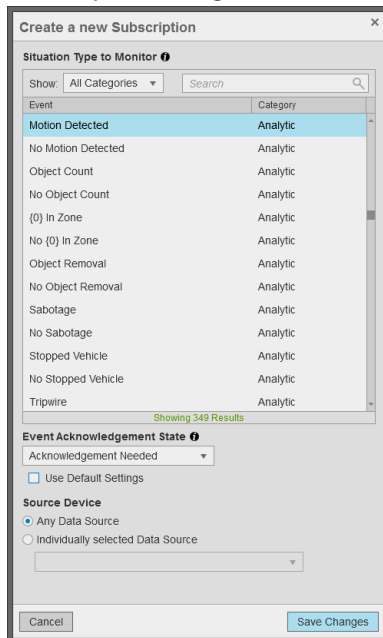 Create a new Subscription ×
Situation Type to Monitor
Show: All Categories Search
Event Category
Motion Detected Analytic
No Motion Detected Analytic
Object Count Analytic
No Object Count Analytic
{0} In Zone Analytic
No {0} In Zone Analytic
Object Removal Analytic
No Object Removal Analytic
Sabotage Analytic
No Sabotage Analytic
Stopped Vehicle Analytic
No Stopped Vehicle Analytic
Tripwire Analytic
Showing 349 Results
Event Acknowledgement State
Acknowledgement Needed
Use Default Settings
Source Device
Any Data Source
Individually selected Data Source
Cancel Save Changes